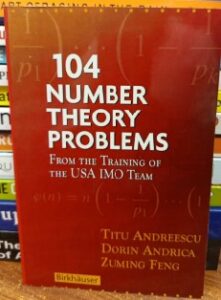 104
NUMBER
THEORY
PROBLEMS
FROM THE TRAINING OF
THE USA IMO TEAM
TITU ANDREESCU
DORIN ANDRICA
ZUMING FENG
Birkhäuser